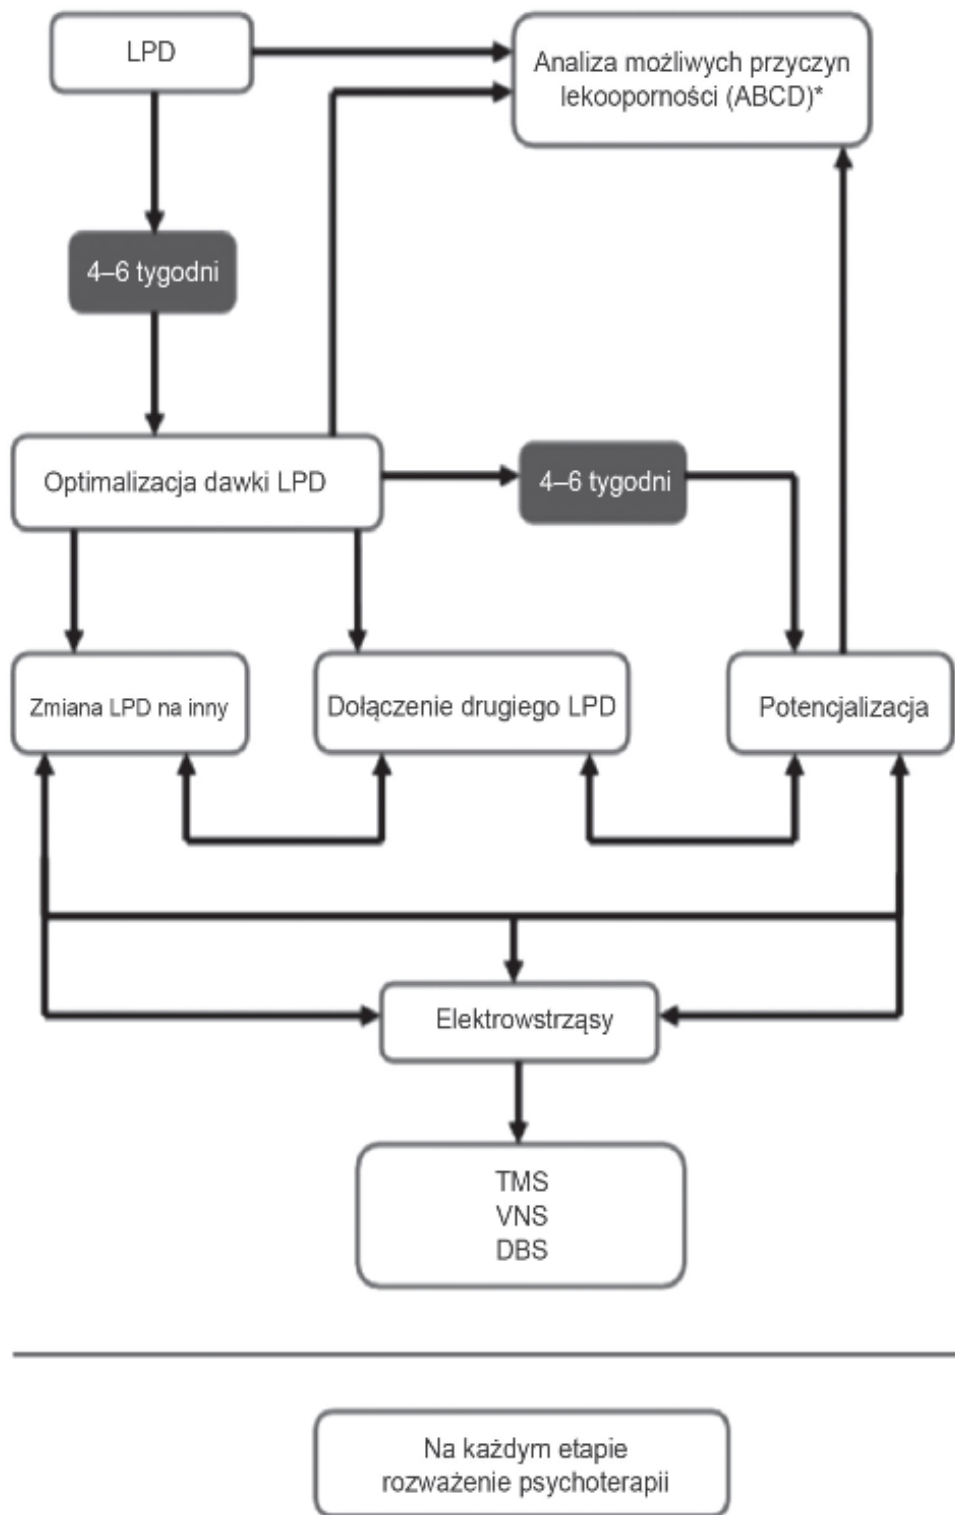 LPD
Analiza możliwych przyczyn
lekooporności (ABCD)*
4–6 tygodni
Optimalizacja dawki LPD
4–6 tygodni
Zmiana LPD na inny
Dołączenie drugiego LPD
Potencjalizacja
Elektrowstrząsy
TMS
VNS
DBS
Na każdym etapie
rozważenie psychoterapii